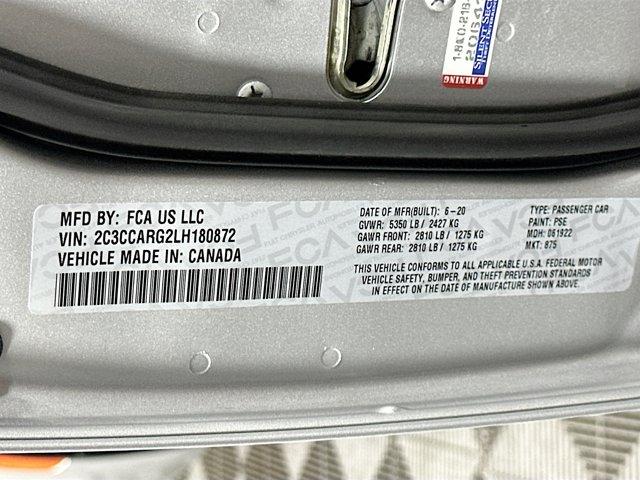 WARNING
SILENT SEC
MFD BY: FCA US LLC
VIN: 2C3CCARG2LH180872
VEHICLE MADE IN: CANADA
DATE OF MFR(BUILT): 6-20
GVWR: 5350 LB / 2427 KG
GAWR FRONT: 2810 LB / 1275 KG
GAWR REAR: 2810 LB / 1275 KG
TYPE: PASSENGER CAR
PAINT: PSE
MDH: 061922
MKT: 875
THIS VEHICLE CONFORMS TO ALL APPLICABLE U.S.A. FEDERAL MOTOR
VEHICLE SAFETY, BUMPER, AND THEFT PREVENTION STANDARDS
IN EFFECT ON THE DATE OF MANUFACTURE SHOWN ABOVE.